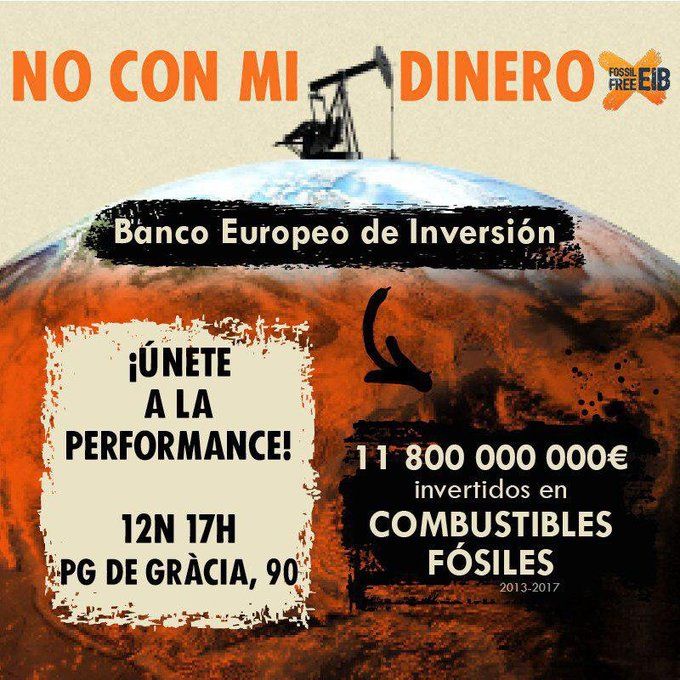 NO CON MI DINERO
FOSSIL
FREE EIB
Banco Europeo de Inversión
¡ÚNETE
A LA
PERFORMANCE!
12N 17H
PG DE GRÀCIA, 90
11 800 000 000€
invertidos en
COMBUSTIBLES
FÓSILES
2013-2017